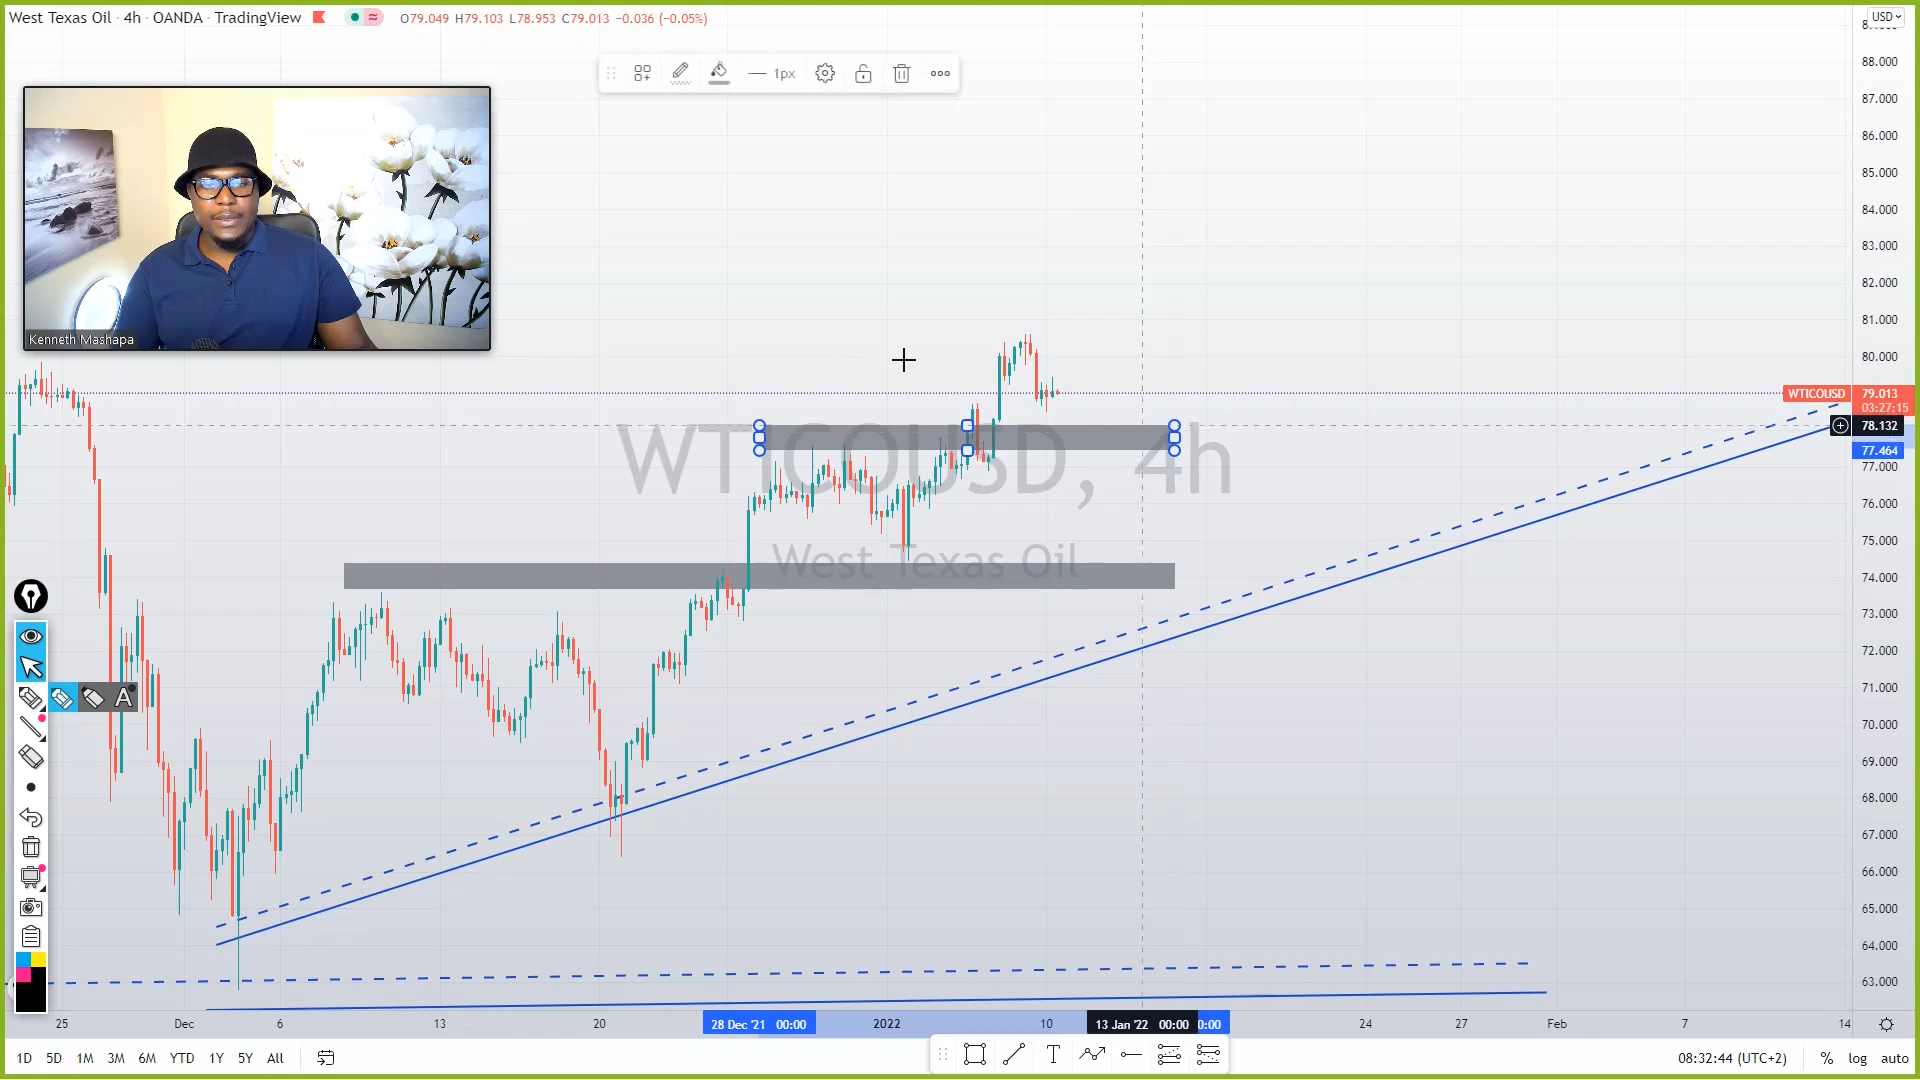 West Texas Oil · 4h · OANDA · TradingView O79.049 H79.103 L78.953 C79.013 −0.036 (−0.05%)
USD
1px
88.000
87.000
86.000
85.000
84.000
83.000
82.000
81.000
80.000
Kenneth Mashapa
WTICOUSD 79.013
03:27:15
78.132
77.464
WTICOUSD, 4h
West Texas Oil
77.000
76.000
75.000
74.000
73.000
72.000
71.000
70.000
69.000
68.000
67.000
66.000
65.000
64.000
63.000
A
25 Dec 6 13 20 28 Dec '21 00:00 2022 10 13 Jan '22 00:00 0:00 24 27 Feb 7 14
1D 5D 1M 3M 6M YTD 1Y 5Y All
T
08:32:44 (UTC+2) % log auto